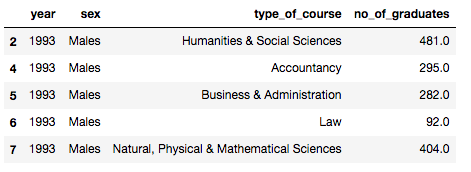 year sex type_of_course no_of_graduates
2 1993 Males Humanities & Social Sciences 481.0
4 1993 Males Accountancy 295.0
5 1993 Males Business & Administration 282.0
6 1993 Males Law 92.0
7 1993 Males Natural, Physical & Mathematical Sciences 404.0